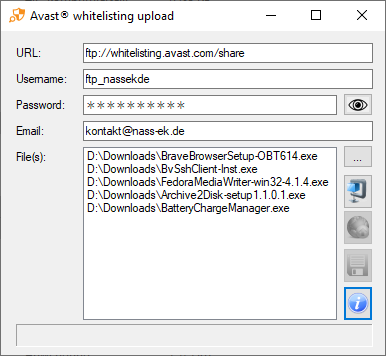 Avast® whitelisting upload
URL: ftp://whitelisting.avast.com/share
Username: ftp_nassekde
Password: **********
Email: kontakt@nass-ek.de
File(s): D:\Downloads\BraveBrowserSetup-OBT614.exe
D:\Downloads\BvSshClient-Inst.exe
D:\Downloads\FedoraMediaWriter-win32-4.1.4.exe
D:\Downloads\Archive2Disk-setup1.1.0.1.exe
D:\Downloads\BatteryChargeManager.exe
...